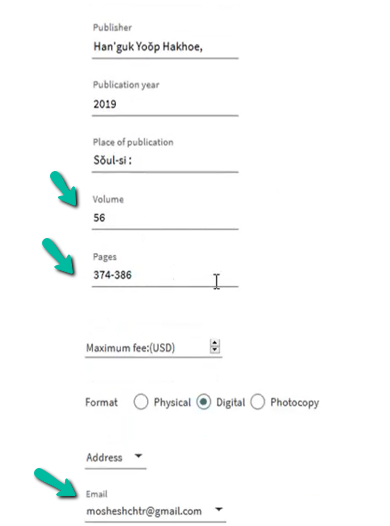 Publisher
Han'guk Yoŏp Hakhoe,
Publication year
2019
Place of publication
Sŏul-si :
Volume
56
Pages
374-386
Maximum fee:(USD)
Format Physical Digital Photocopy
Address
Email
mosheshchtr@gmail.com